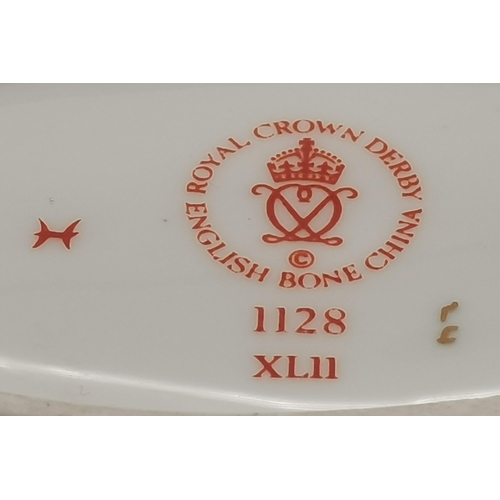 ROYAL CROWN DERBY
ENGLISH BONE CHINA
©
1128
XLII